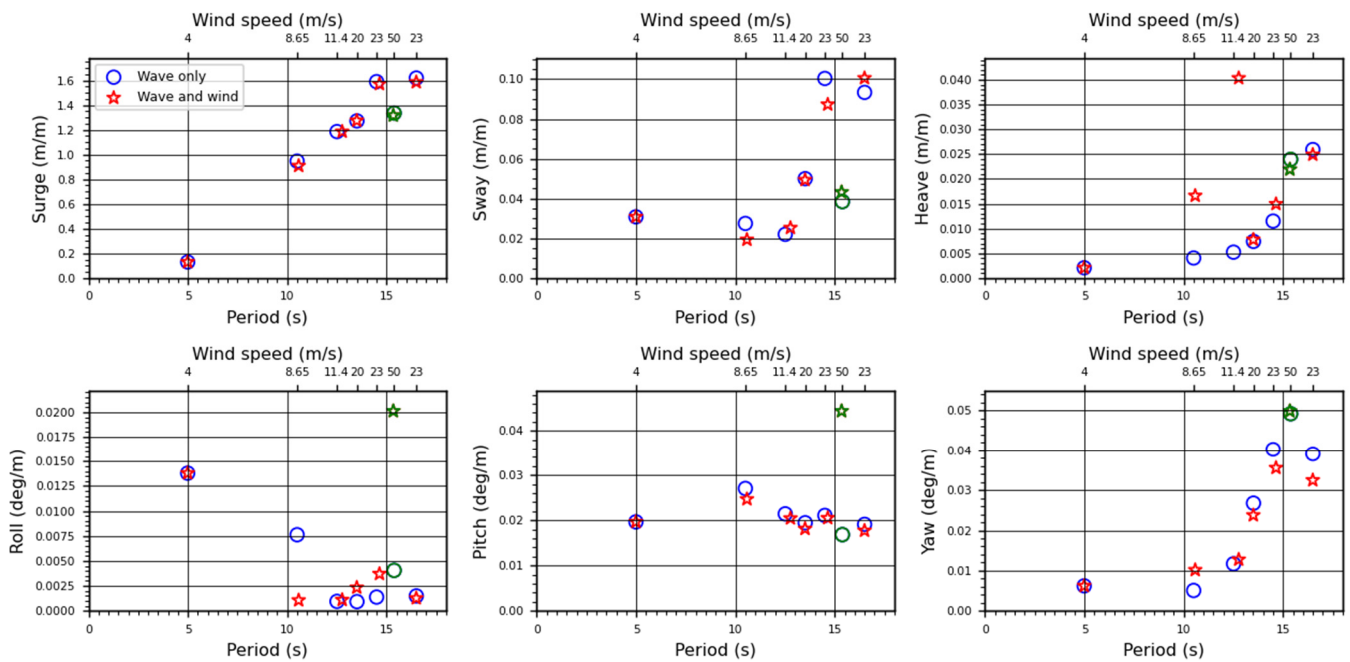 Wind speed (m/s) Wind speed (m/s) Wind speed (m/s)
4 8.65 11.4 20 23 50 23 4 8.65 11.4 20 23 50 23 4 8.65 11.4 20 23 50 23
Surge (m/m)
1.6
1.4
1.2
1.0
0.8
0.6
0.4
0.2
0.0
Wave only
Wave and wind
0 5 10 15
Period (s)
Sway (m/m)
0.10
0.08
0.06
0.04
0.02
0.00
0 5 10 15
Period (s)
Heave (m/m)
0.040
0.035
0.030
0.025
0.020
0.015
0.010
0.005
0.000
0 5 10 15
Period (s)
Wind speed (m/s) Wind speed (m/s) Wind speed (m/s)
4 8.65 11.4 20 23 50 23 4 8.65 11.4 20 23 50 23 4 8.65 11.4 20 23 50 23
Roll (deg/m)
0.0200
0.0175
0.0150
0.0125
0.0100
0.0075
0.0050
0.0025
0.0000
0 5 10 15
Period (s)
Pitch (deg/m)
0.04
0.03
0.02
0.01
0.00
0 5 10 15
Period (s)
Yaw (deg/m)
0.05
0.04
0.03
0.02
0.01
0.00
0 5 10 15
Period (s)